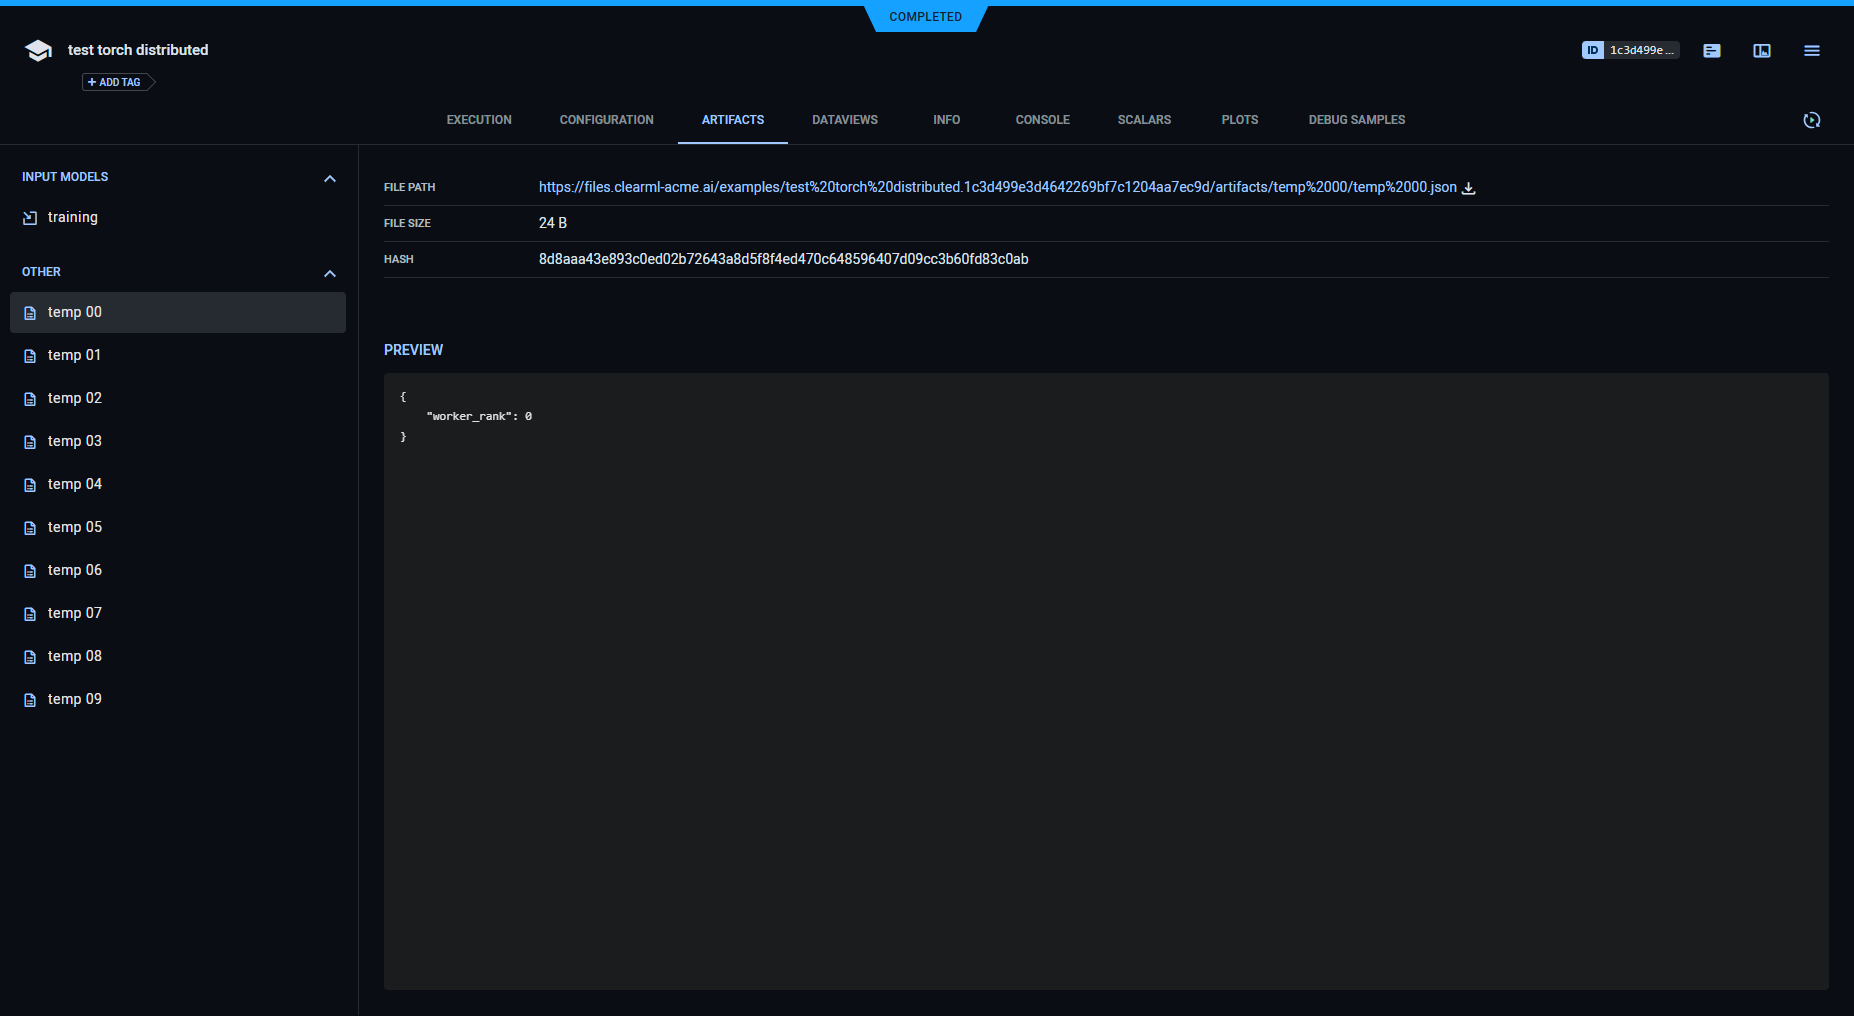 COMPLETED
test torch distributed
ID 1c3d499e ...
+ ADD TAG
EXECUTION CONFIGURATION ARTIFACTS DATAVIEWS INFO CONSOLE SCALARS PLOTS DEBUG SAMPLES
INPUT MODELS
training
OTHER
temp 00
temp 01
temp 02
temp 03
temp 04
temp 05
temp 06
temp 07
temp 08
temp 09
FILE PATH https://files.clearml-acme.ai/examples/test%20torch%20distributed.1c3d499e3d4642269bf7c1204aa7ec9d/artifacts/temp%2000/temp%2000.json
FILE SIZE 24 B
HASH 8d8aaa43e893c0ed02b72643a8d5f8f4ed470c648596407d09cc3b60fd83c0ab
PREVIEW
{
"worker_rank": 0
}